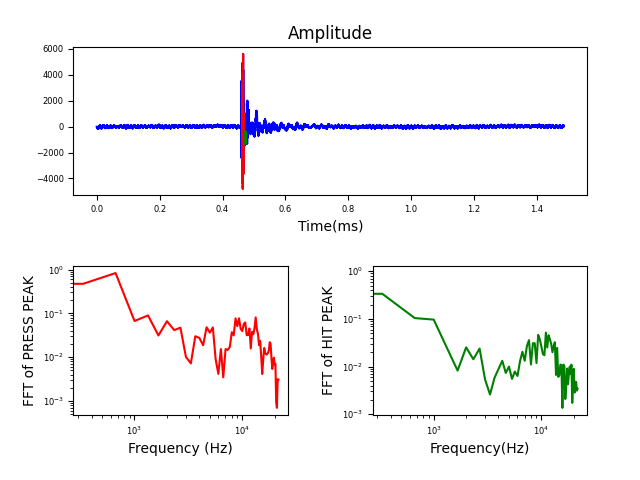 Amplitude
6000
4000
2000
0
−2000
−4000
0.0 0.2 0.4 0.6 0.8 1.0 1.2 1.4
Time(ms)
FFT of PRESS PEAK
10⁰
10⁻¹
10⁻²
10⁻³
10³ 10⁴
Frequency (Hz)
FFT of HIT PEAK
10⁰
10⁻¹
10⁻²
10⁻³
10³ 10⁴
Frequency(Hz)